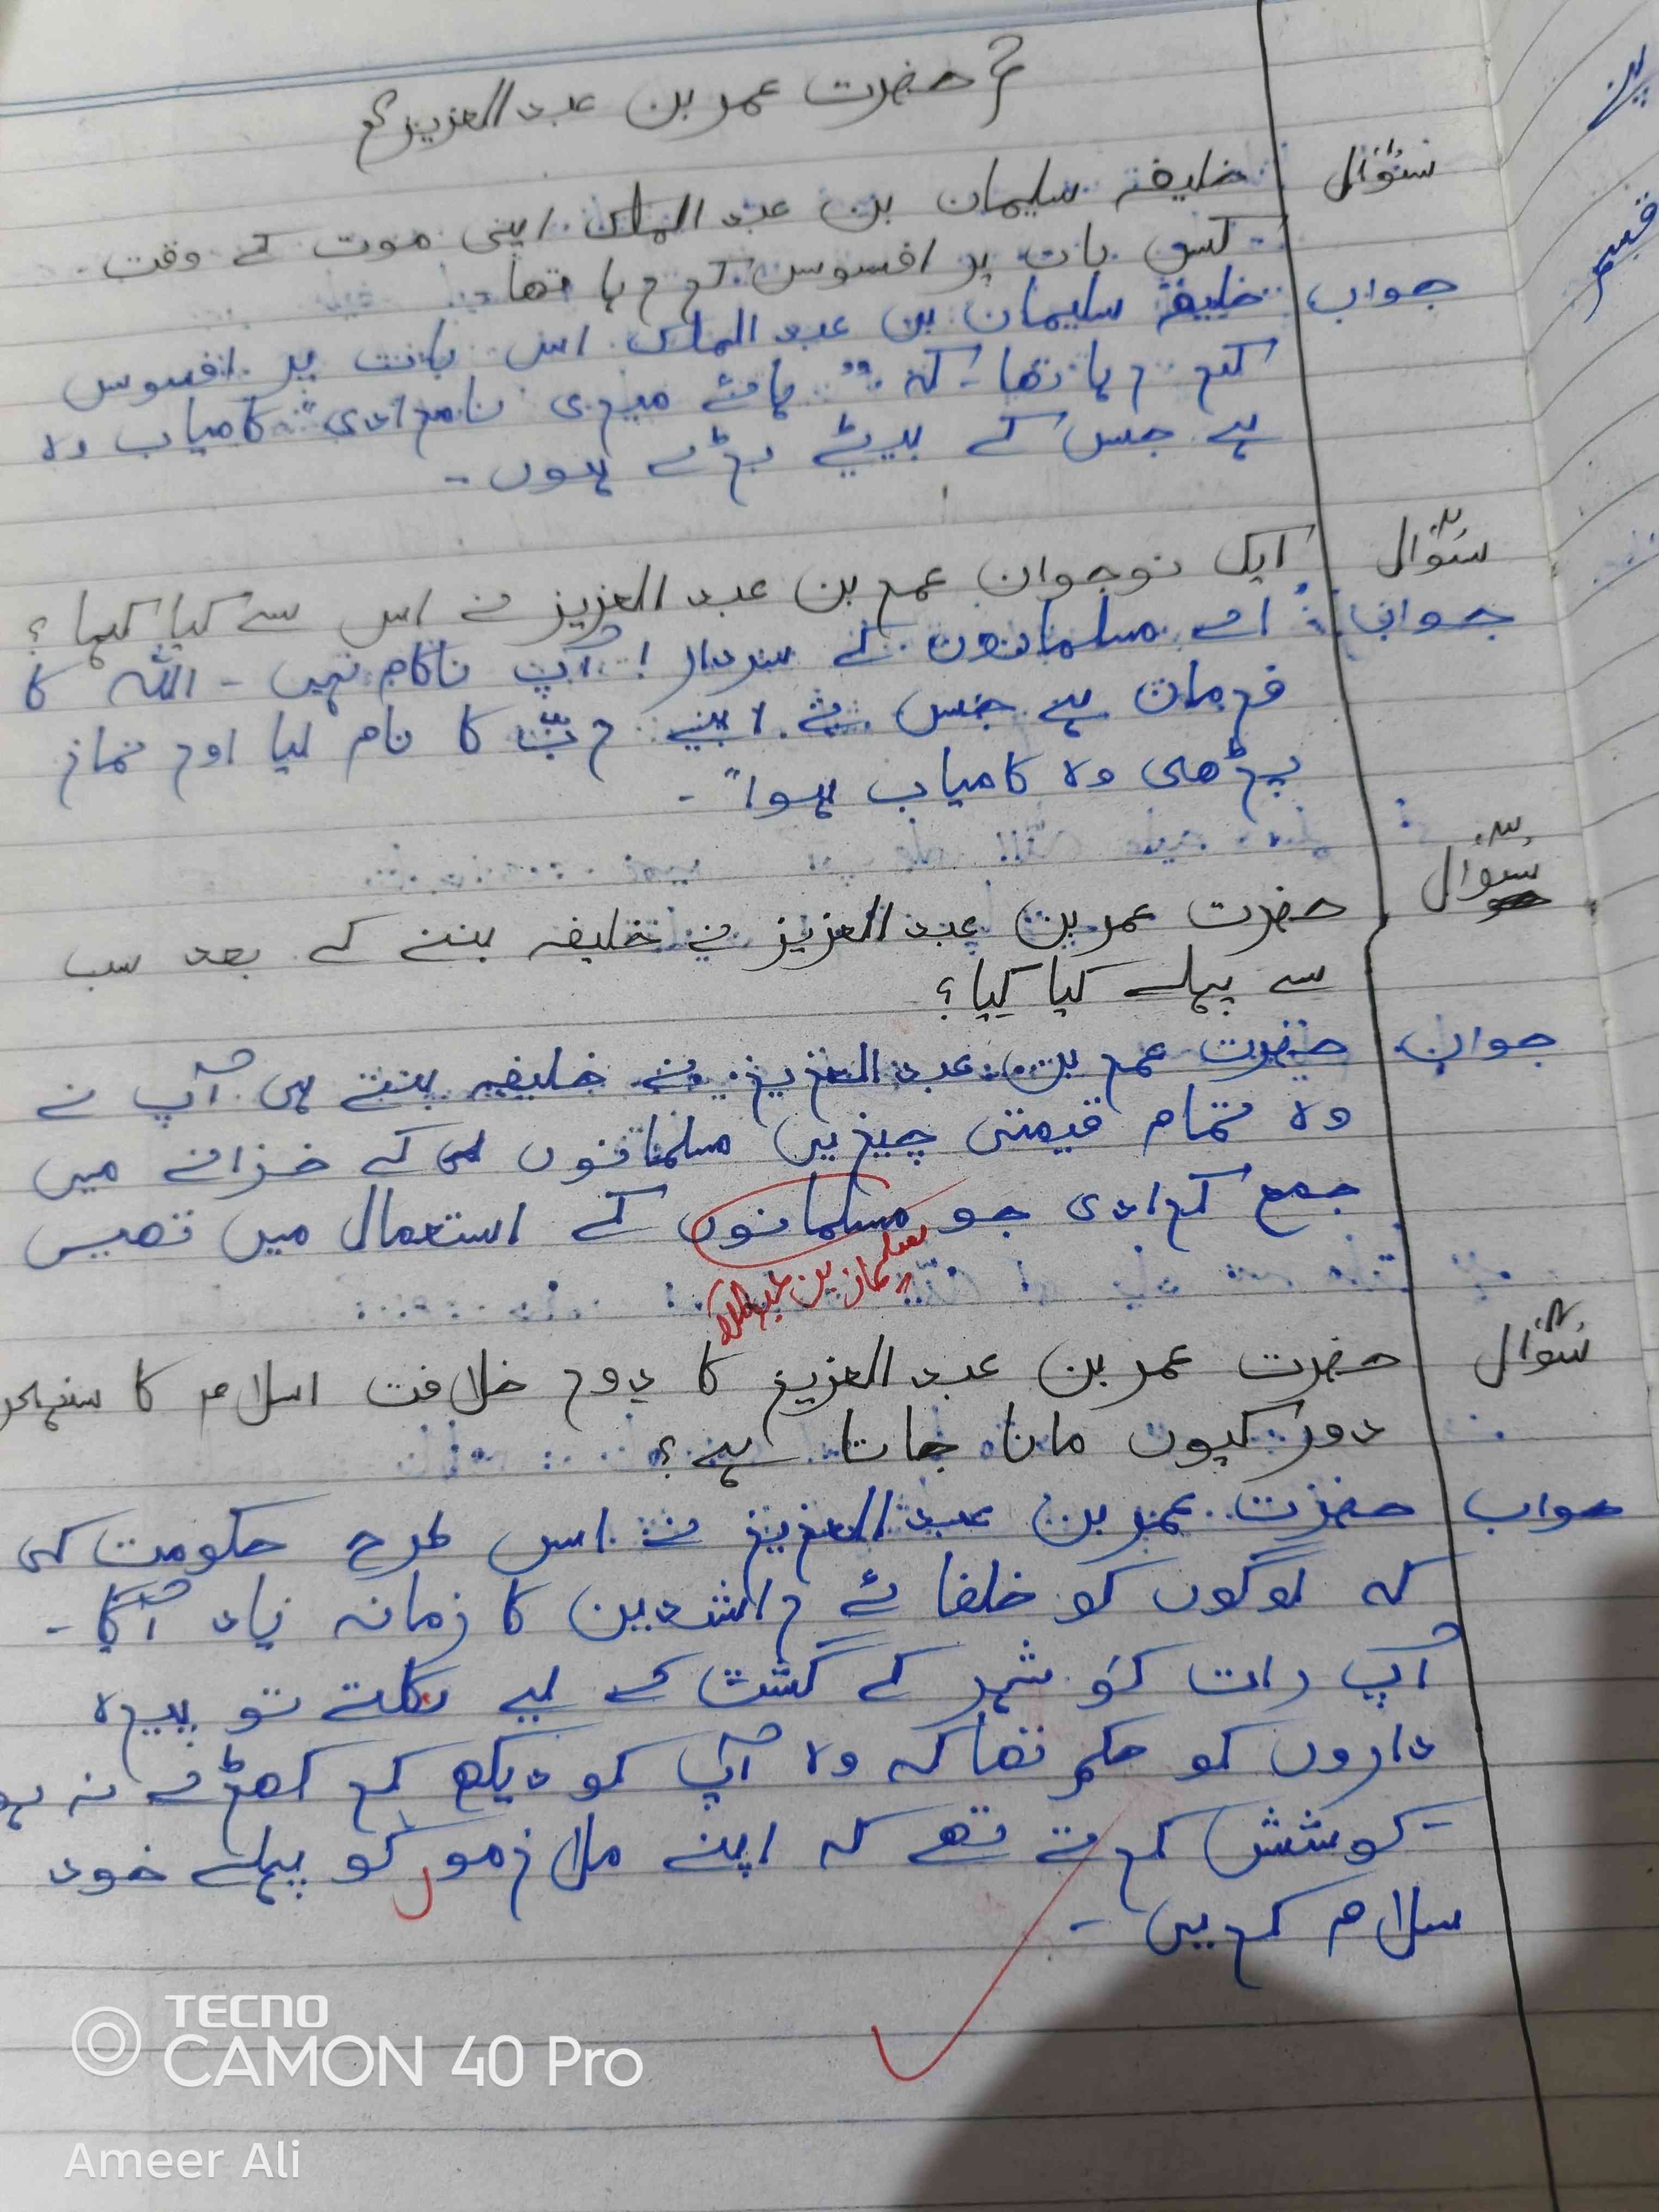 حضرت عمر بن عبدالعزیز
سوال خلیفہ سلیمان بن عبدالملک اپنی موت کے وقت
کس بات پر افسوس کر رہا تھا
جواب خلیفہ سلیمان بن عبدالملک اس بات پر افسوس
کر رہا تھا۔ کہ "ہائے میری نامرادی" کامیاب وہ
ہے جس کے بیٹے بڑے ہوں۔
سوال ایک نوجوان عمر بن عبدالعزیز نے اس سے کیا کہا؟
جواب اے مسلمانوں کے سردار! آپ ناکام نہیں۔ اللہ کا
فرمان ہے جس نے اپنے ربّ کا نام لیا اور نماز
پڑھی وہ کامیاب ہوا"۔
سوال حضرت عمر بن عبدالعزیز نے خلیفہ بننے کے بعد سب
سے پہلے کیا کیا؟
جواب حضرت عمر بن عبدالعزیز نے خلیفہ بنتے ہی آپ نے
وہ تمام قیمتی چیزیں مسلمانوں کے خزانے میں
جمع کرادی جو مسلمانوں کے استعمال میں تھیں
سلیمان بن عبدالملک
سوال حضرت عمر بن عبدالعزیز کا دور خلافت اسلام کا سنہری
دور کیوں مانا جاتا ہے؟
جواب حضرت عمر بن عبدالعزیز نے اس طرح حکومت کی
کہ لوگوں کو خلفائے راشدین کا زمانہ یاد آگیا۔
آپ رات کو شہر کے گشت کے لیے نکلتے تو پہرہ
داروں کو حکم تھا کہ وہ آپ کو دیکھ کر کھڑے نہ ہو
کوشش کرتے تھے کہ اپنے ملازموں کو پہلے خود
سلام کریں۔
TECNO
CAMON 40 Pro
Ameer Ali